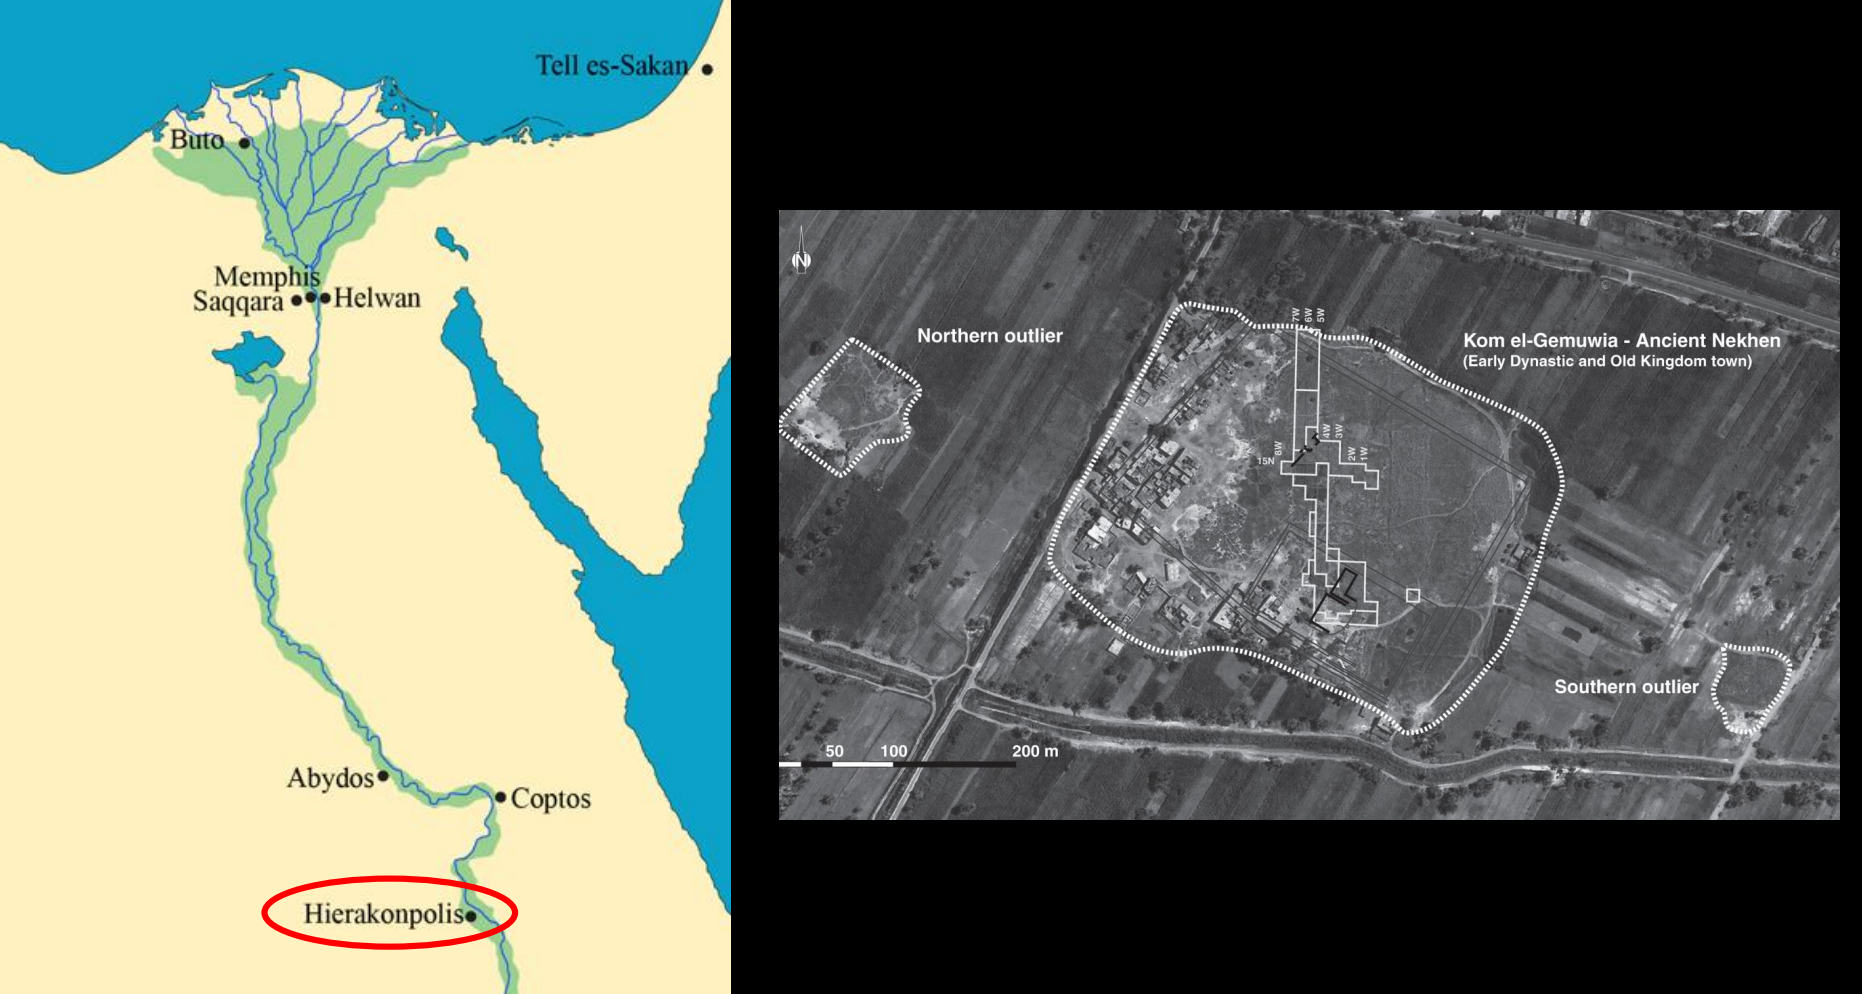 Tell es-Sakan
Buto
Memphis
Saqqara
Helwan
Abydos
Coptos
Hierakonpolis
N
Northern outlier
7W
6W
5W
Kom el-Gemuwia - Ancient Nekhen
(Early Dynastic and Old Kingdom town)
4W
3W
8W
2W
1W
15N
Southern outlier
50 100 200 m